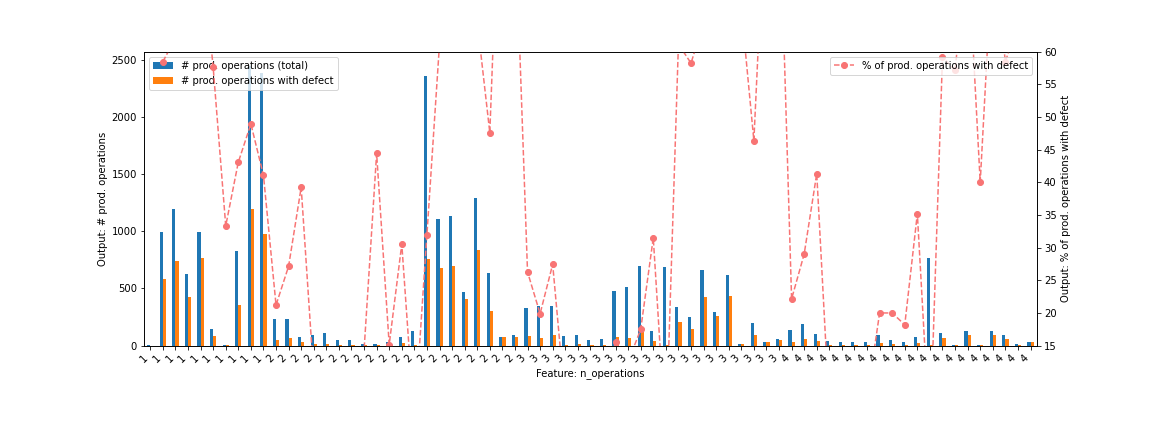 2500
2000
1500
1000
500
0
Output: # prod. operations
# prod. operations (total)
# prod. operations with defect
% of prod. operations with defect
60
55
50
45
40
35
30
25
20
15
Output: % of prod. operations with defect
1 1 1 1 1 1 1 1 1 2 2 2 2 2 2 2 2 2 2 2 2 2 2 2 2 2 2 2 2 2 3 3 3 3 3 3 3 3 3 3 3 3 3 3 3 3 3 3 3 3 3 4 4 4 4 4 4 4 4 4 4 4 4 4 4 4 4 4 4 4 4
Feature: n_operations